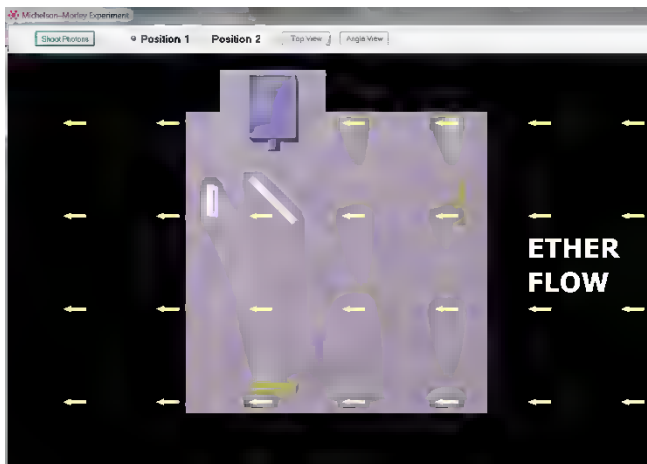 Michelson-Morley Experiment
Shoot Photons
Position 1
Position 2
Top View
Angle View
ETHER
FLOW